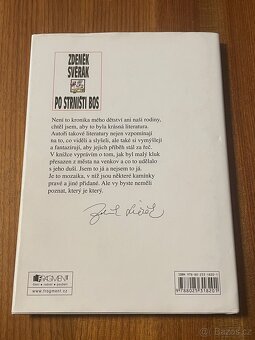 ZDENĚK
SVĚRÁK
PO STRNIŠTI BOS
Není to kronika mého dětství ani naší rodiny,
chtěl jsem, aby to byla krásná literatura.
Autoři takové literatury nejen vzpomínají
na to, co viděli a slyšeli, ale také si vymýšlejí
a fantazírují, aby jejich příběh stál za řeč.
V knížce vyprávím o tom, jak byl malý kluk
přesazen z města na venkov a co to udělalo
s jeho duší. Jsem to já a nejsem to já.
Je to mozaika, v níž jsou některé kamínky
pravé a jiné přidané. Ale vy byste neměli
poznat, který je který.
FRAGMENT
www.fragment.cz
Bazoš.cz